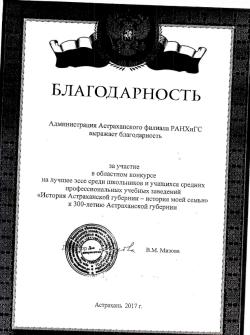 БЛАГОДАРНОСТЬ
Администрация Астраханского филиала РАНХиГС
выражает благодарность
за участие
в областном конкурсе
на лучшее эссе среди школьников и учащихся средних
профессиональных учебных заведений
«История Астраханской губернии – история моей семьи»
к 300-летию Астраханской губернии
В.М. Мазова
Астрахань 2017 г.